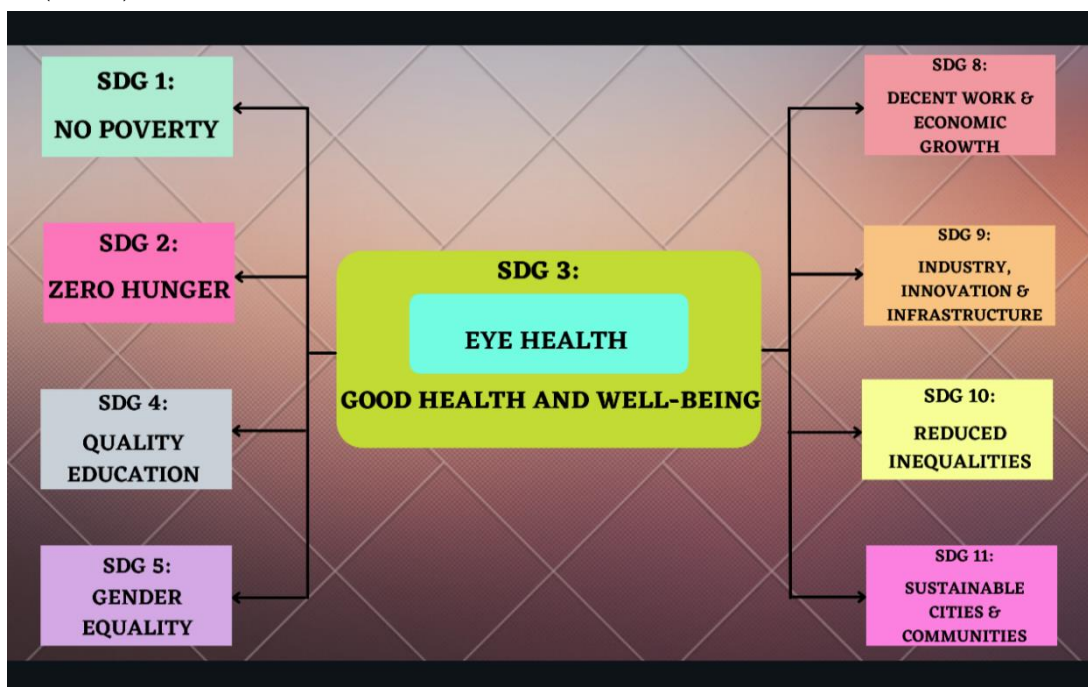 SDG 1:
NO POVERTY
SDG 2:
ZERO HUNGER
SDG 4:
QUALITY
EDUCATION
SDG 5:
GENDER
EQUALITY
SDG 3:
EYE HEALTH
GOOD HEALTH AND WELL-BEING
SDG 8:
DECENT WORK &
ECONOMIC
GROWTH
SDG 9:
INDUSTRY,
INNOVATION &
INFRASTRUCTURE
SDG 10:
REDUCED
INEQUALITIES
SDG 11:
SUSTAINABLE
CITIES &
COMMUNITIES